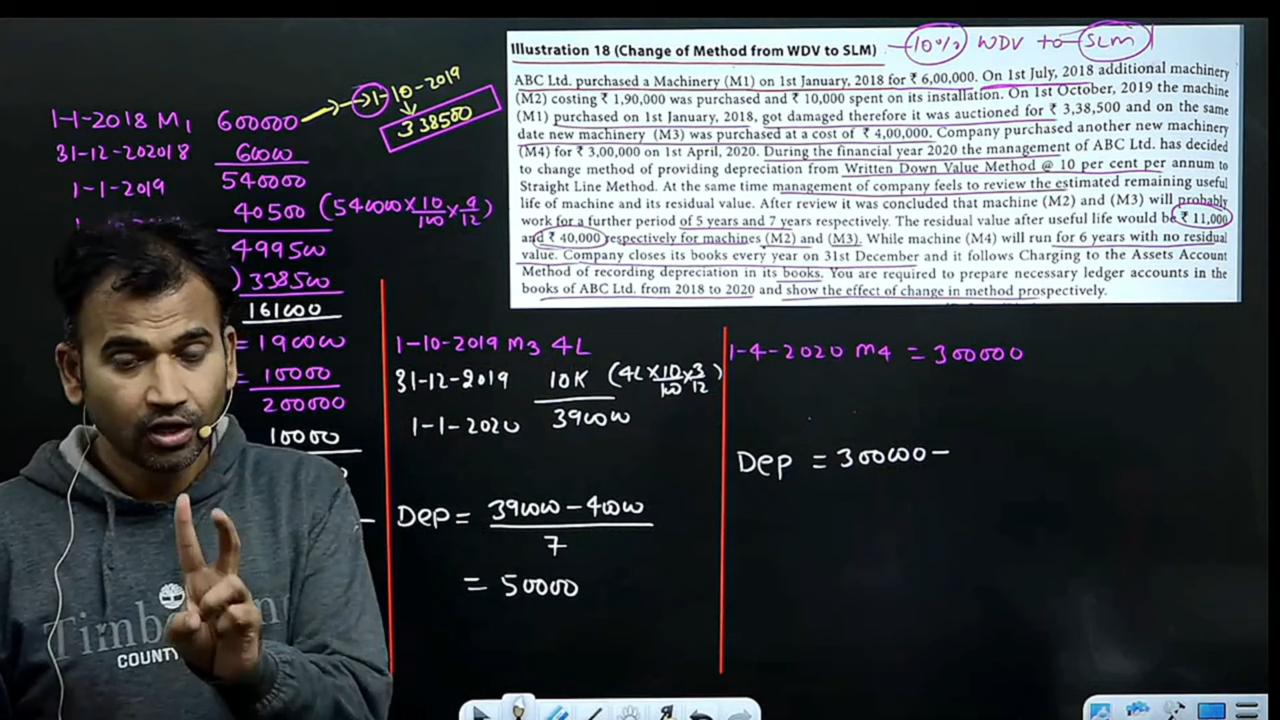 Illustration 18 (Change of Method from WDV to SLM)
10% WDV to SLM
ABC Ltd. purchased a Machinery (M1) on 1st January, 2018 for ₹ 6,00,000. On 1st July, 2018 additional machinery
(M2) costing ₹ 1,90,000 was purchased and ₹ 10,000 spent on its installation. On 1st October, 2019 the machine
(M1) purchased on 1st January, 2018, got damaged therefore it was auctioned for ₹ 3,38,500 and on the same
date new machinery (M3) was purchased at a cost of ₹ 4,00,000. Company purchased another new machinery
(M4) for ₹ 3,00,000 on 1st April, 2020. During the financial year 2020 the management of ABC Ltd. has decided
to change method of providing depreciation from Written Down Value Method @ 10 per cent per annum to
Straight Line Method. At the same time management of company feels to review the estimated remaining useful
life of machine and its residual value. After review it was concluded that machine (M2) and (M3) will probably
work for a further period of 5 years and 7 years respectively. The residual value after useful life would be ₹ 11,000
and ₹ 40,000 respectively for machines (M2) and (M3). While machine (M4) will run for 6 years with no residual
value. Company closes its books every year on 31st December and it follows Charging to the Assets Account
Method of recording depreciation in its books. You are required to prepare necessary ledger accounts in the
books of ABC Ltd. from 2018 to 2020 and show the effect of change in method prospectively.
1-10-2019
338500
1-1-2018 M1 600000
31-12-202018 60000
1-1-2019 540000
40500 (540000 × 10/100 × 9/12)
499500
) 338500
161000
= 190000
= 10000
200000
10000
1-10-2019 M3 4L
31-12-2019 10K (4L × 10/100 × 3/12)
1-1-2020 390000
Dep = 390000 - 40000
7
= 50000
1-4-2020 M4 = 300000
Dep = 300000 -
Timb
COUNTY